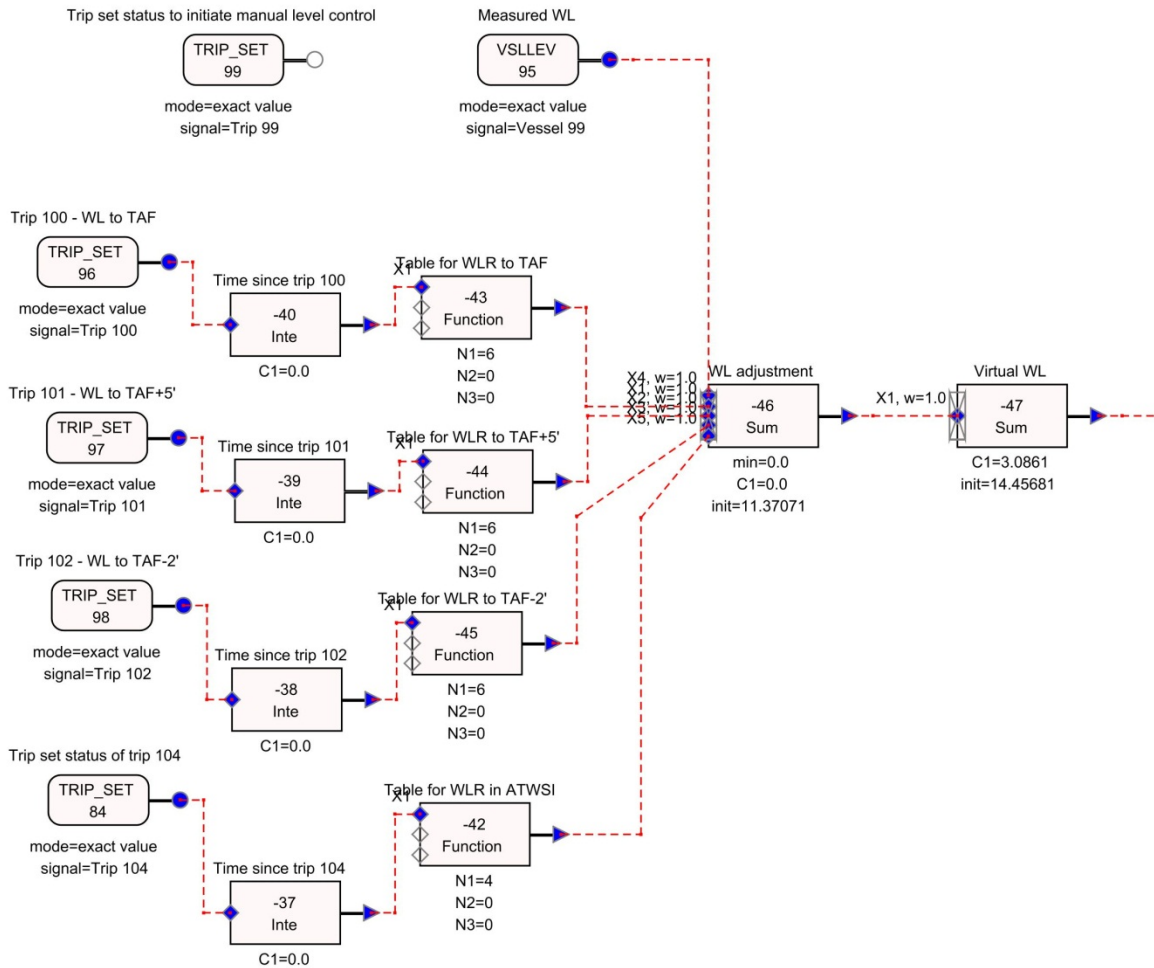 Trip set status to initiate manual level control
TRIP_SET
99
mode=exact value
signal=Trip 99
Measured WL
VSLLEV
95
mode=exact value
signal=Vessel 99
Trip 100 - WL to TAF
TRIP_SET
96
mode=exact value
signal=Trip 100
Time since trip 100
-40
Inte
C1=0.0
Table for WLR to TAF
X1
-43
Function
N1=6
N2=0
N3=0
Trip 101 - WL to TAF+5'
TRIP_SET
97
mode=exact value
signal=Trip 101
Time since trip 101
-39
Inte
C1=0.0
Table for WLR to TAF+5'
X1
-44
Function
N1=6
N2=0
N3=0
X4, w=1.0
X1, w=1.0
X2, w=1.0
X3, w=1.0
X5, w=1.0
WL adjustment
-46
Sum
min=0.0
C1=0.0
init=11.37071
X1, w=1.0
Virtual WL
-47
Sum
C1=3.0861
init=14.45681
Trip 102 - WL to TAF-2'
TRIP_SET
98
mode=exact value
signal=Trip 102
Time since trip 102
-38
Inte
C1=0.0
Table for WLR to TAF-2'
X1
-45
Function
N1=6
N2=0
N3=0
Trip set status of trip 104
TRIP_SET
84
mode=exact value
signal=Trip 104
Time since trip 104
-37
Inte
C1=0.0
Table for WLR in ATWSI
X1
-42
Function
N1=4
N2=0
N3=0